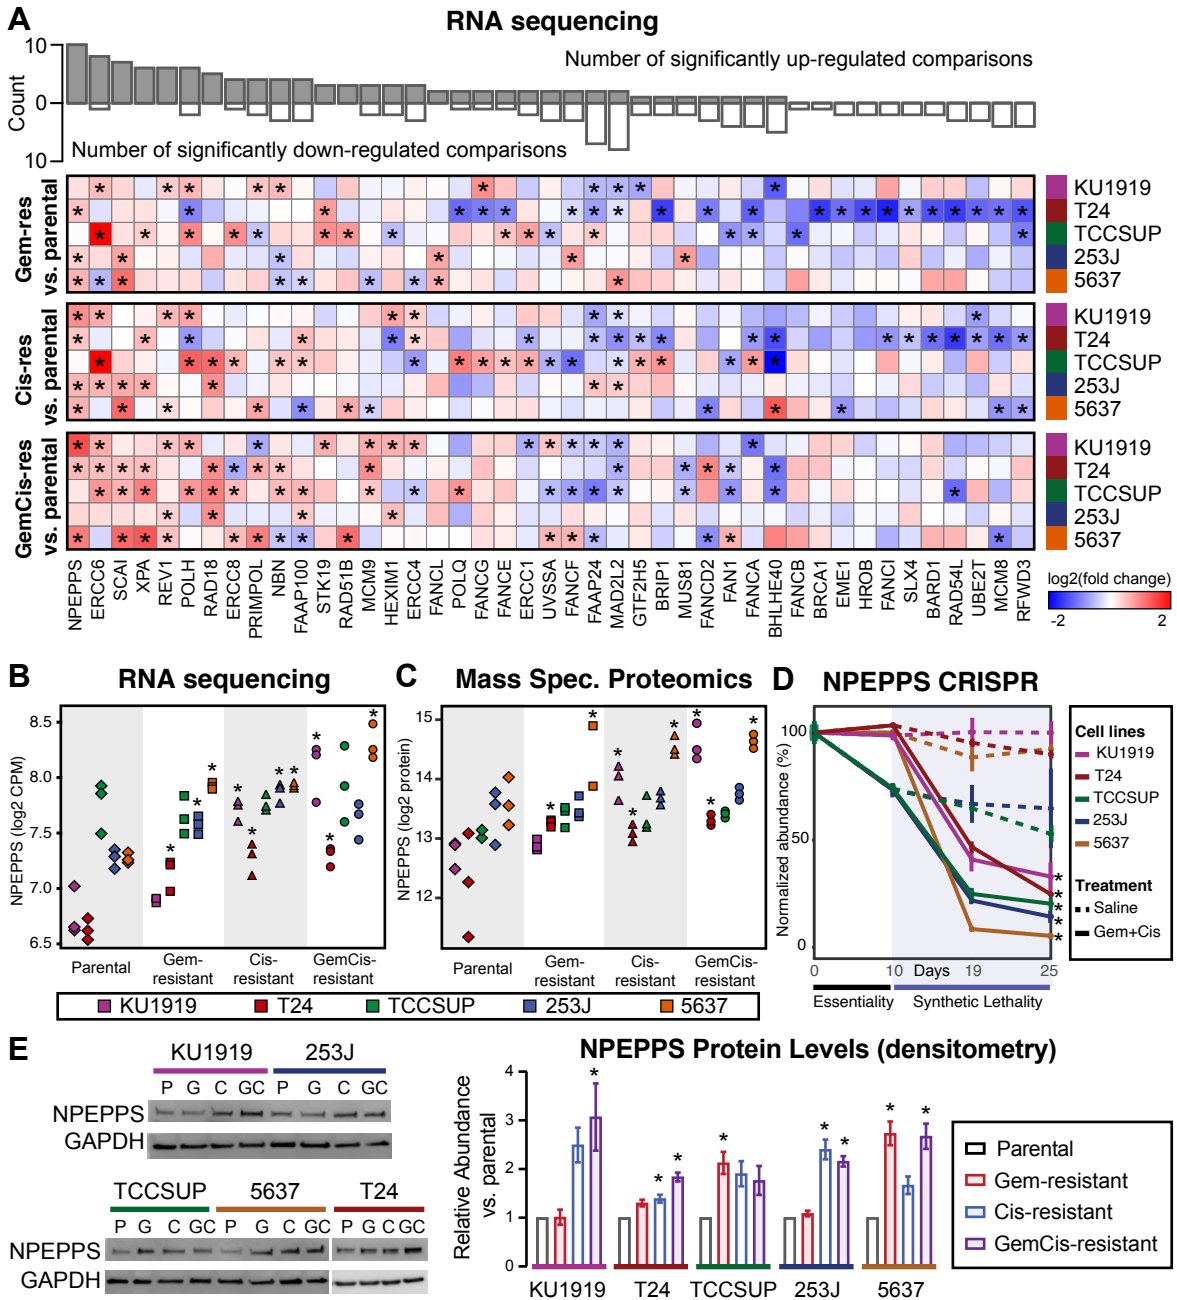 A
RNA sequencing
10
Count
0
10
Number of significantly up-regulated comparisons
Number of significantly down-regulated comparisons
Gem-res
vs. parental
KU1919
T24
TCCSUP
253J
5637
Cis-res
vs. parental
KU1919
T24
TCCSUP
253J
5637
GemCis-res
vs. parental
KU1919
T24
TCCSUP
253J
5637
NPEPPS
ERCC6
SCAI
XPA
REV1
POLH
RAD18
ERCC8
PRIMPOL
NBN
FAAP100
STK19
RAD51B
MCM9
HEXIM1
ERCC4
FANCL
POLQ
FANCG
FANCE
ERCC1
UVSSA
FANCF
FAAP24
MAD2L2
GTF2H5
BRIP1
MUS81
FANCD2
FAN1
FANCA
BHLHE40
FANCB
BRCA1
EME1
HROB
FANCI
SLX4
BARD1
RAD54L
UBE2T
MCM8
RFWD3
log2(fold change)
-2
2
B
RNA sequencing
NPEPPS (log2 CPM)
8.5
8.0
7.5
7.0
6.5
Parental
Gem-
resistant
Cis-
resistant
GemCis-
resistant
C
Mass Spec. Proteomics
NPEPPS (log2 protein)
15
14
13
12
Parental
Gem-
resistant
Cis-
resistant
GemCis-
resistant
KU1919
T24
TCCSUP
253J
5637
D
NPEPPS CRISPR
Normalized abundance (%)
100
50
0
0
10
Days
19
25
Essentiality
Synthetic Lethality
Cell lines
KU1919
T24
TCCSUP
253J
5637
Treatment
Saline
Gem+Cis
E
KU1919
253J
P G C GC P G C GC
NPEPPS
GAPDH
TCCSUP
5637
T24
P G C GC P G C GC P G C GC
NPEPPS
GAPDH
NPEPPS Protein Levels (densitometry)
Relative Abundance
vs. parental
4
3
2
1
0
KU1919
T24
TCCSUP
253J
5637
Parental
Gem-resistant
Cis-resistant
GemCis-resistant